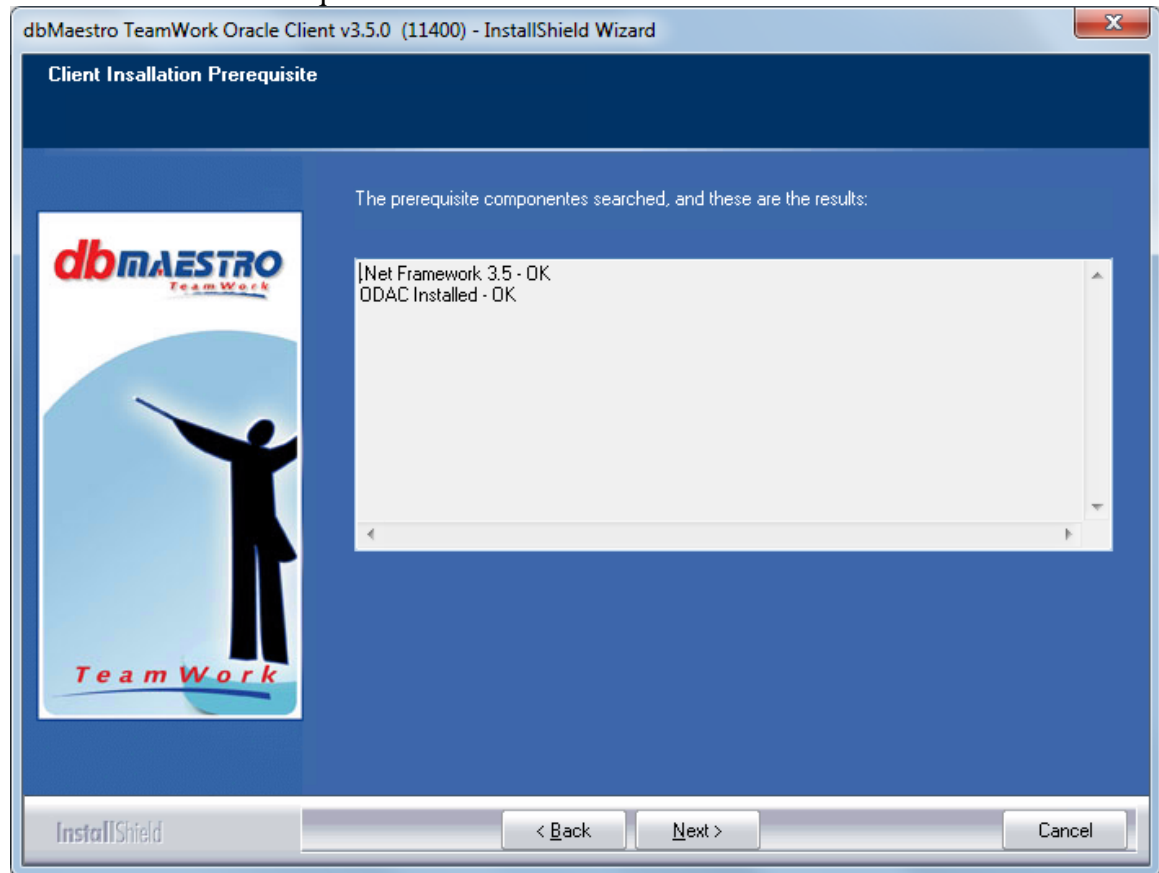 dbMaestro TeamWork Oracle Client v3.5.0 (11400) - InstallShield Wizard
Client Insallation Prerequisite
The prerequisite componentes searched, and these are the results:
dbMAESTRO
TeamWork
.Net Framework 3.5 - OK
ODAC Installed - OK
TeamWork
InstallShield
< Back
Next >
Cancel